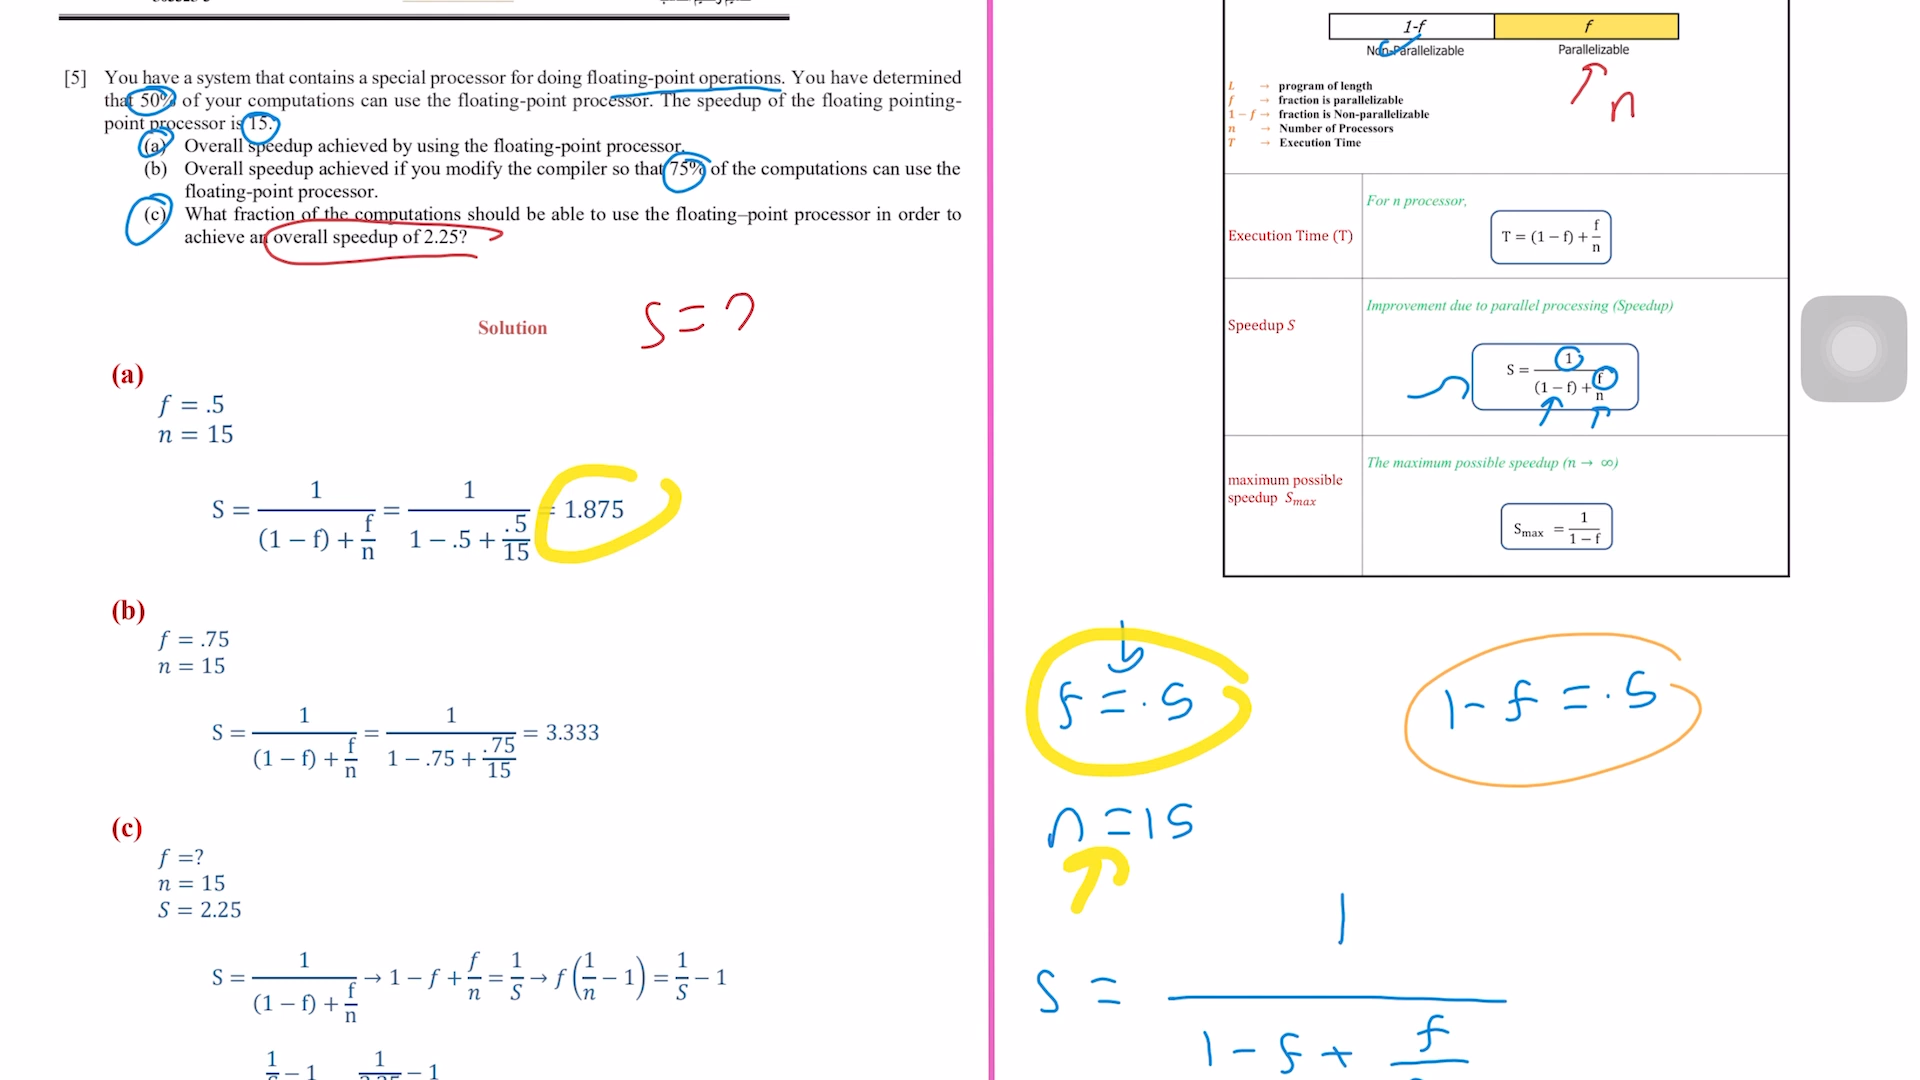 [5] You have a system that contains a special processor for doing floating-point operations. You have determined
that 50% of your computations can use the floating-point processor. The speedup of the floating pointing-
point processor is 15.
(a) Overall speedup achieved by using the floating-point processor.
(b) Overall speedup achieved if you modify the compiler so that 75% of the computations can use the
floating-point processor.
(c) What fraction of the computations should be able to use the floating–point processor in order to
achieve an overall speedup of 2.25?
S = ?
Solution
(a)
f = .5
n = 15
S = 1 / ((1 − f) + f/n) = 1 / (1 − .5 + .5/15) = 1.875
(b)
f = .75
n = 15
S = 1 / ((1 − f) + f/n) = 1 / (1 − .75 + .75/15) = 3.333
(c)
f =?
n = 15
S = 2.25
S = 1 / ((1 − f) + f/n) → 1 − f + f/n = 1/S → f(1/n − 1) = 1/S − 1
1-f f
Non-Parallelizable Parallelizable
n
L → program of length
f → fraction is parallelizable
1 − f → fraction is Non-parallelizable
n → Number of Processors
T → Execution Time
For n processor,
Execution Time (T) T = (1 − f) + f/n
Improvement due to parallel processing (Speedup)
Speedup S
S = 1 / ((1 − f) + f/n)
The maximum possible speedup (n → ∞)
maximum possible
speedup Smax
Smax = 1 / (1 − f)
f = .5 1 - f = .5
n = 15
S = 1 / (1 - f + f